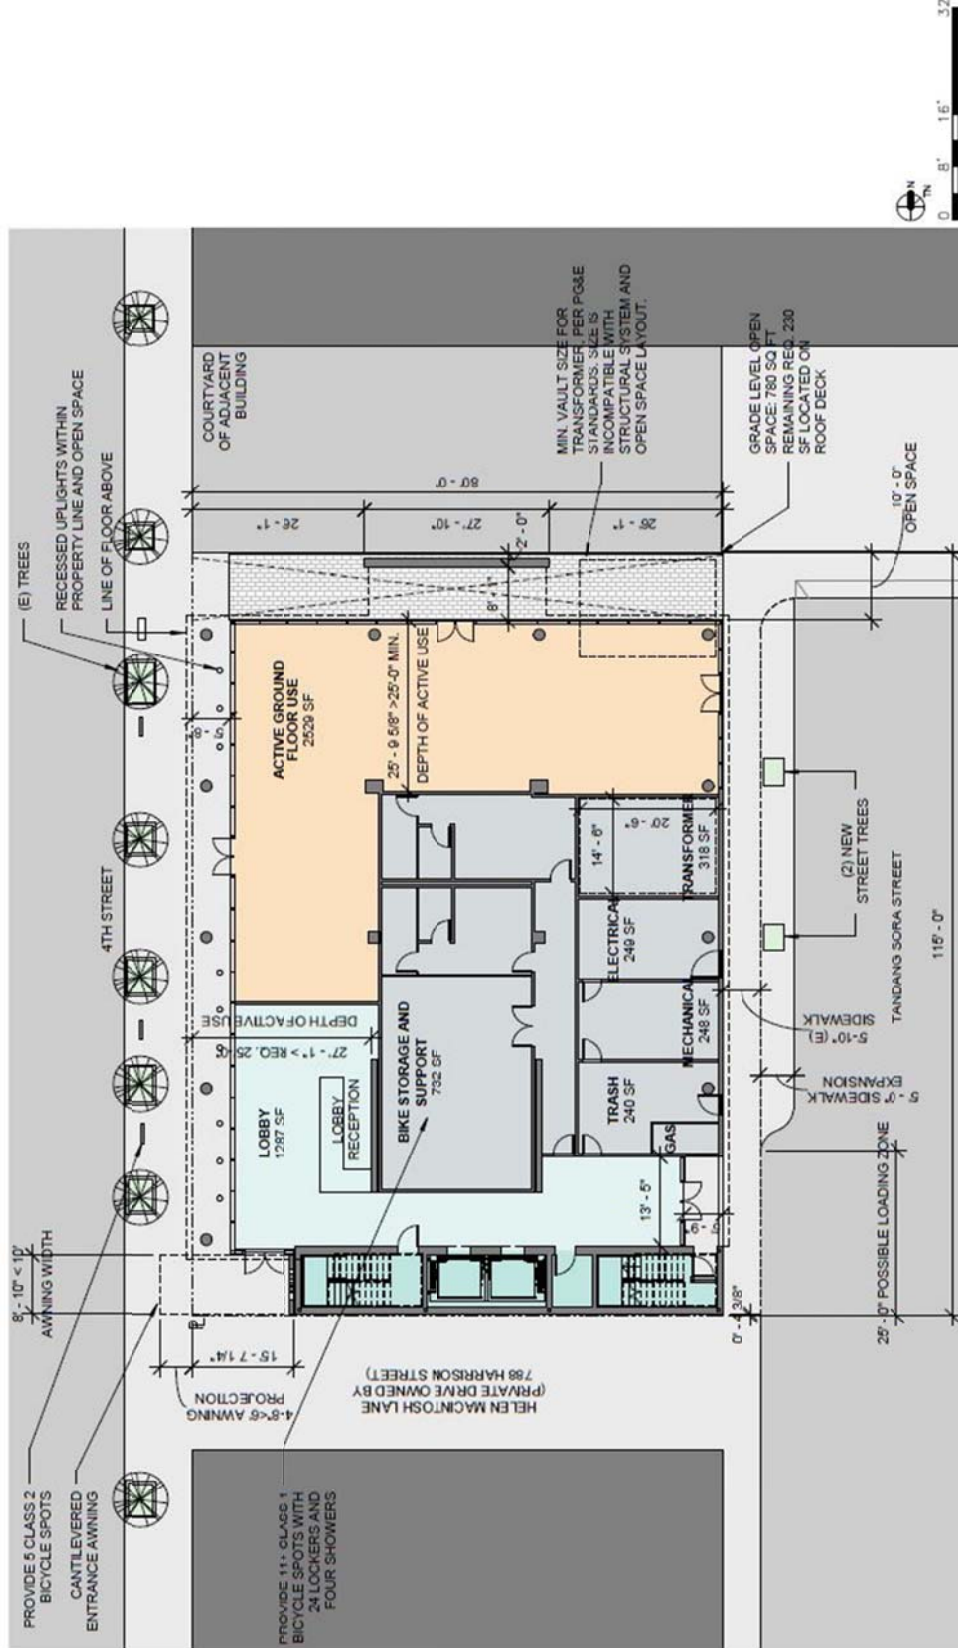 PROVIDE 5 CLASS 2
BICYCLE SPOTS
CANTILEVERED
ENTRANCE AWNING
8' - 10" < 10'
AWNING WIDTH
4TH STREET
(E) TREES
RECESSED UPLIGHTS WITHIN
PROPERTY LINE AND OPEN SPACE
LINE OF FLOOR ABOVE
COURTYARD
OF ADJACENT
BUILDING
4'-8"<6' AWNING
PROJECTION
15' - 7 1/4"
PL
HELEN MACINTOSH LANE
(PRIVATE DRIVE OWNED BY
788 HARRISON STREET)
PROVIDE 11+ CLASS 1
BICYCLE SPOTS WITH
24 LOCKERS AND
FOUR SHOWERS
LOBBY
1287 SF
LOBBY
RECEPTION
27' - 1" > REQ. 25'-0"
DEPTH OF ACTIVE USE
ACTIVE GROUND
FLOOR USE
2529 SF
25' - 9 5/8" >25'-0" MIN.
DEPTH OF ACTIVE USE
BIKE STORAGE AND
SUPPORT
732 SF
26' - 1"
27' - 10"
26' - 1"
80' - 0"
2' - 0"
MIN. VAULT SIZE FOR
TRANSFORMER, PER PG&E
STANDARDS. SIZE IS
INCOMPATIBLE WITH
STRUCTURAL SYSTEM AND
OPEN SPACE LAYOUT.
GRADE LEVEL OPEN
SPACE: 780 SQ FT
REMAINING REQ. 230
SF LOCATED ON
ROOF DECK
13' - 5"
GAS
TRASH
240 SF
MECHANICAL
248 SF
ELECTRICAL
249 SF
14' - 6"
20' - 6"
TRANSFORMER
318 SF
0' - 4 3/8"
25' - 0" POSSIBLE LOADING ZONE
5' - 0" SIDEWALK
EXPANSION
5'-10" (E)
SIDEWALK
(2) NEW
STREET TREES
TANDANG SORA STREET
10' - 0"
OPEN SPACE
115' - 0"
N
TN
0 8' 16' 32